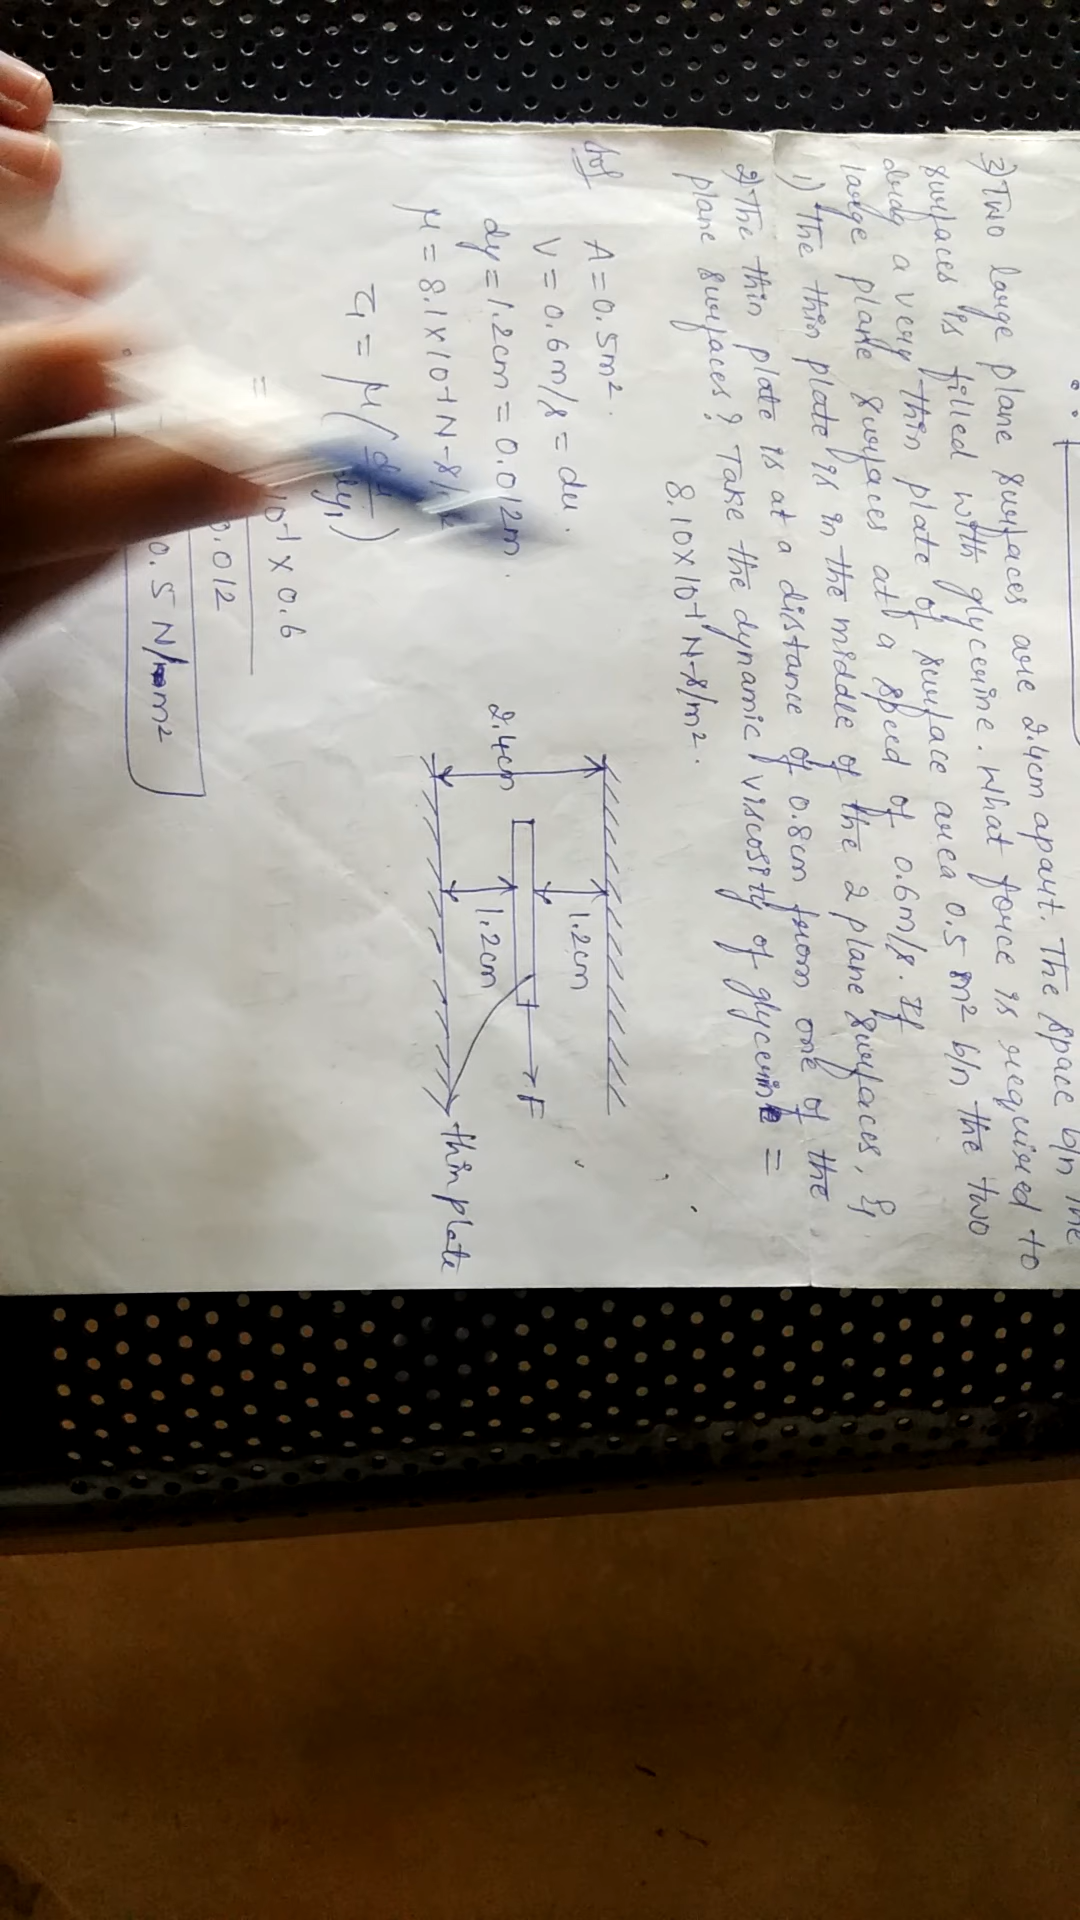 3) Two large plane surfaces are 2.4cm apart. The space b/n the
surfaces is filled with glycerine. What force is required to
drag a very thin plate of surface area 0.5 m² b/n the two
large plane surfaces at a speed of 0.6m/s. If
1) The thin plate is in the middle of the 2 plane surfaces, &
2) The thin plate is at a distance of 0.8cm from one of the
plane surfaces? Take the dynamic viscosity of glycerine =
8.10×10⁻¹ N-s/m².
Sol
A = 0.5m².
V = 0.6m/s = du.
dy = 1.2cm = 0.012m.
μ = 8.1×10⁻¹ N-s/
τ₁ = μ (du/dy₁)
= 10⁻¹ × 0.6
0.012
0.5 N/m²
2.4cm
1.2cm
1.2cm
F
thin plate